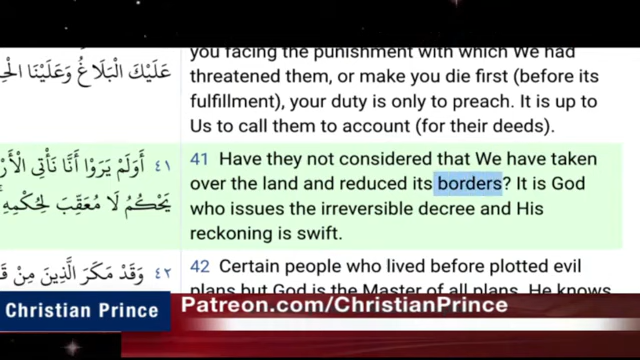 you facing the punishment with which We had
عَلَيْكَ الْبَلَاغُ وَعَلَيْنَا
threatened them, or make you die first (before its
fulfillment), your duty is only to preach. It is up to
Us to call them to account (for their deeds).
٤١ أَوَلَمْ يَرَوْا أَنَّا نَأْتِي
41 Have they not considered that We have taken
over the land and reduced its borders? It is God
يَحْكُمُ لَا مُعَقِّبَ لِحُكْمِهِ
who issues the irreversible decree and His
reckoning is swift.
٤٢ وَقَدْ مَكَرَ الَّذِينَ مِنْ
42 Certain people who lived before plotted evil
plans but God is the Master of all plans. He knows
Christian Prince
Patreon.com/ChristianPrince